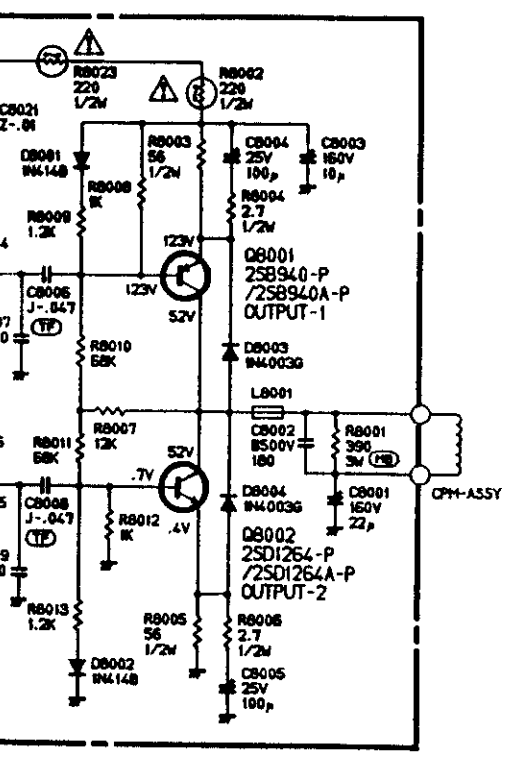 R8023
220
1/2W
R8002
220
1/2W
C8021
Z-.01
D8001
1N4148
R8003
56
1/2W
C8004
25V
100µ
C8003
160V
10µ
R8008
1K
R8004
2.7
1/2W
R8009
1.2K
123V
Q8001
2SB940-P
/2SB940A-P
OUTPUT-1
123V
C8006
J-.047
TF
52V
R8010
68K
D8003
1N4003G
L8001
R8007
12K
C8002
B500V
180
R8001
390
3W
MB
R8011
68K
52V
.7V
CPM-ASSY
C8008
J-.047
TF
R8012
1K
.4V
D8004
1N4003G
C8001
160V
22µ
Q8002
2SD1264-P
/2SD1264A-P
OUTPUT-2
R8013
1.2K
R8005
56
1/2W
R8006
2.7
1/2W
D8002
1N4148
C8005
25V
100µ